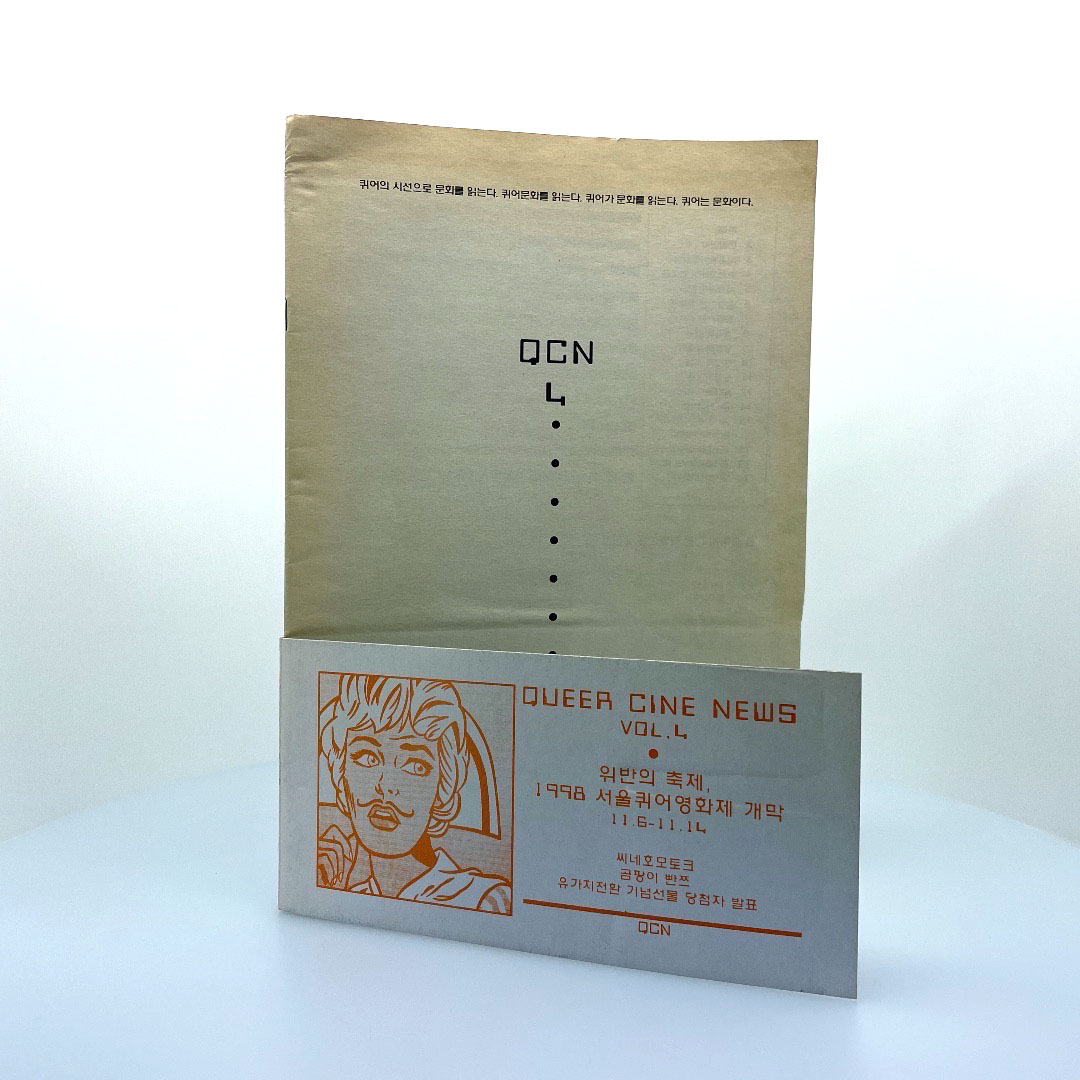 퀴어의 시선으로 문화를 읽는다. 퀴어문화를 읽는다. 퀴어가 문화를 읽는다. 퀴어는 문화이다.
QCN
4
QUEER CINE NEWS
VOL.4
위반의 축제,
1998 서울퀴어영화제 개막
11.6-11.14
씨네호모토크
곰팡이 빤쯔
유가지전환 기념선물 당첨자 발표
QCN